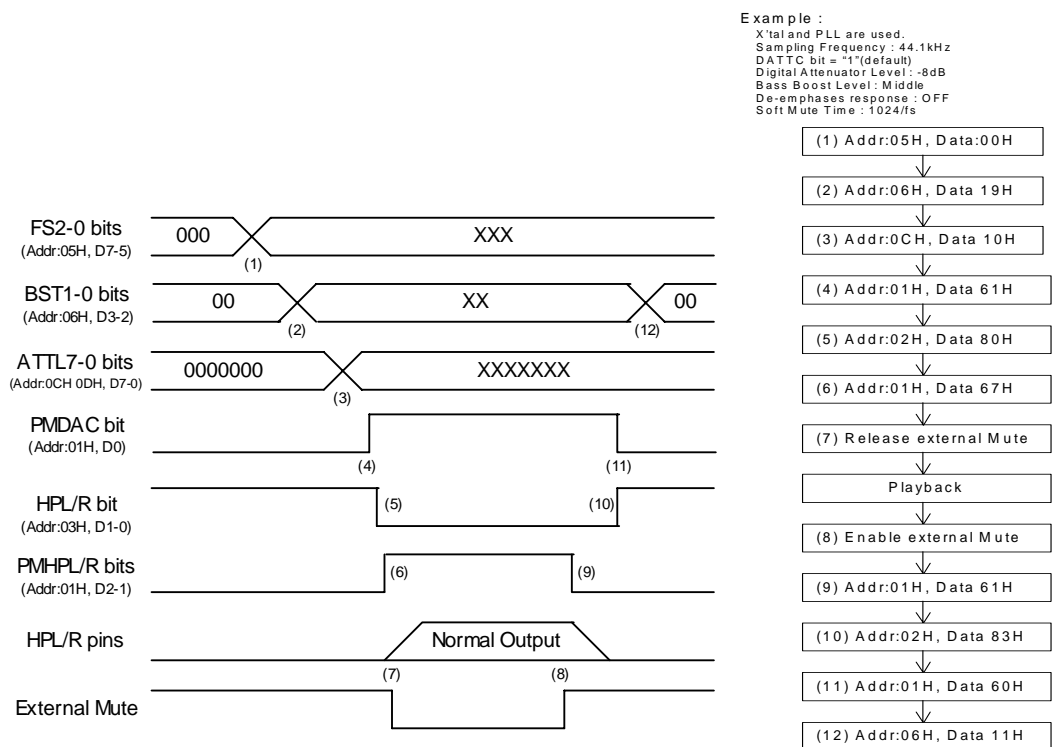 Example :
X'tal and PLL are used.
Sampling Frequency : 44.1kHz
DATTC bit = “1”(default)
Digital Attenuator Level : -8dB
Bass Boost Level : Middle
De-emphases response : OFF
Soft Mute Time : 1024/fs
(1) Addr:05H, Data:00H
(2) Addr:06H, Data 19H
(3) Addr:0CH, Data 10H
(4) Addr:01H, Data 61H
(5) Addr:02H, Data 80H
(6) Addr:01H, Data 67H
(7) Release external Mute
Playback
(8) Enable external Mute
(9) Addr:01H, Data 61H
(10) Addr:02H, Data 83H
(11) Addr:01H, Data 60H
(12) Addr:06H, Data 11H
FS2-0 bits
(Addr:05H, D7-5)
000
XXX
(1)
BST1-0 bits
(Addr:06H, D3-2)
00
XX
00
(2)
(12)
ATTL7-0 bits
(Addr:0CH 0DH, D7-0)
0000000
XXXXXXX
(3)
PMDAC bit
(Addr:01H, D0)
(4)
(11)
HPL/R bit
(Addr:03H, D1-0)
(5)
(10)
PMHPL/R bits
(Addr:01H, D2-1)
(6)
(9)
HPL/R pins
Normal Output
(7)
(8)
External Mute